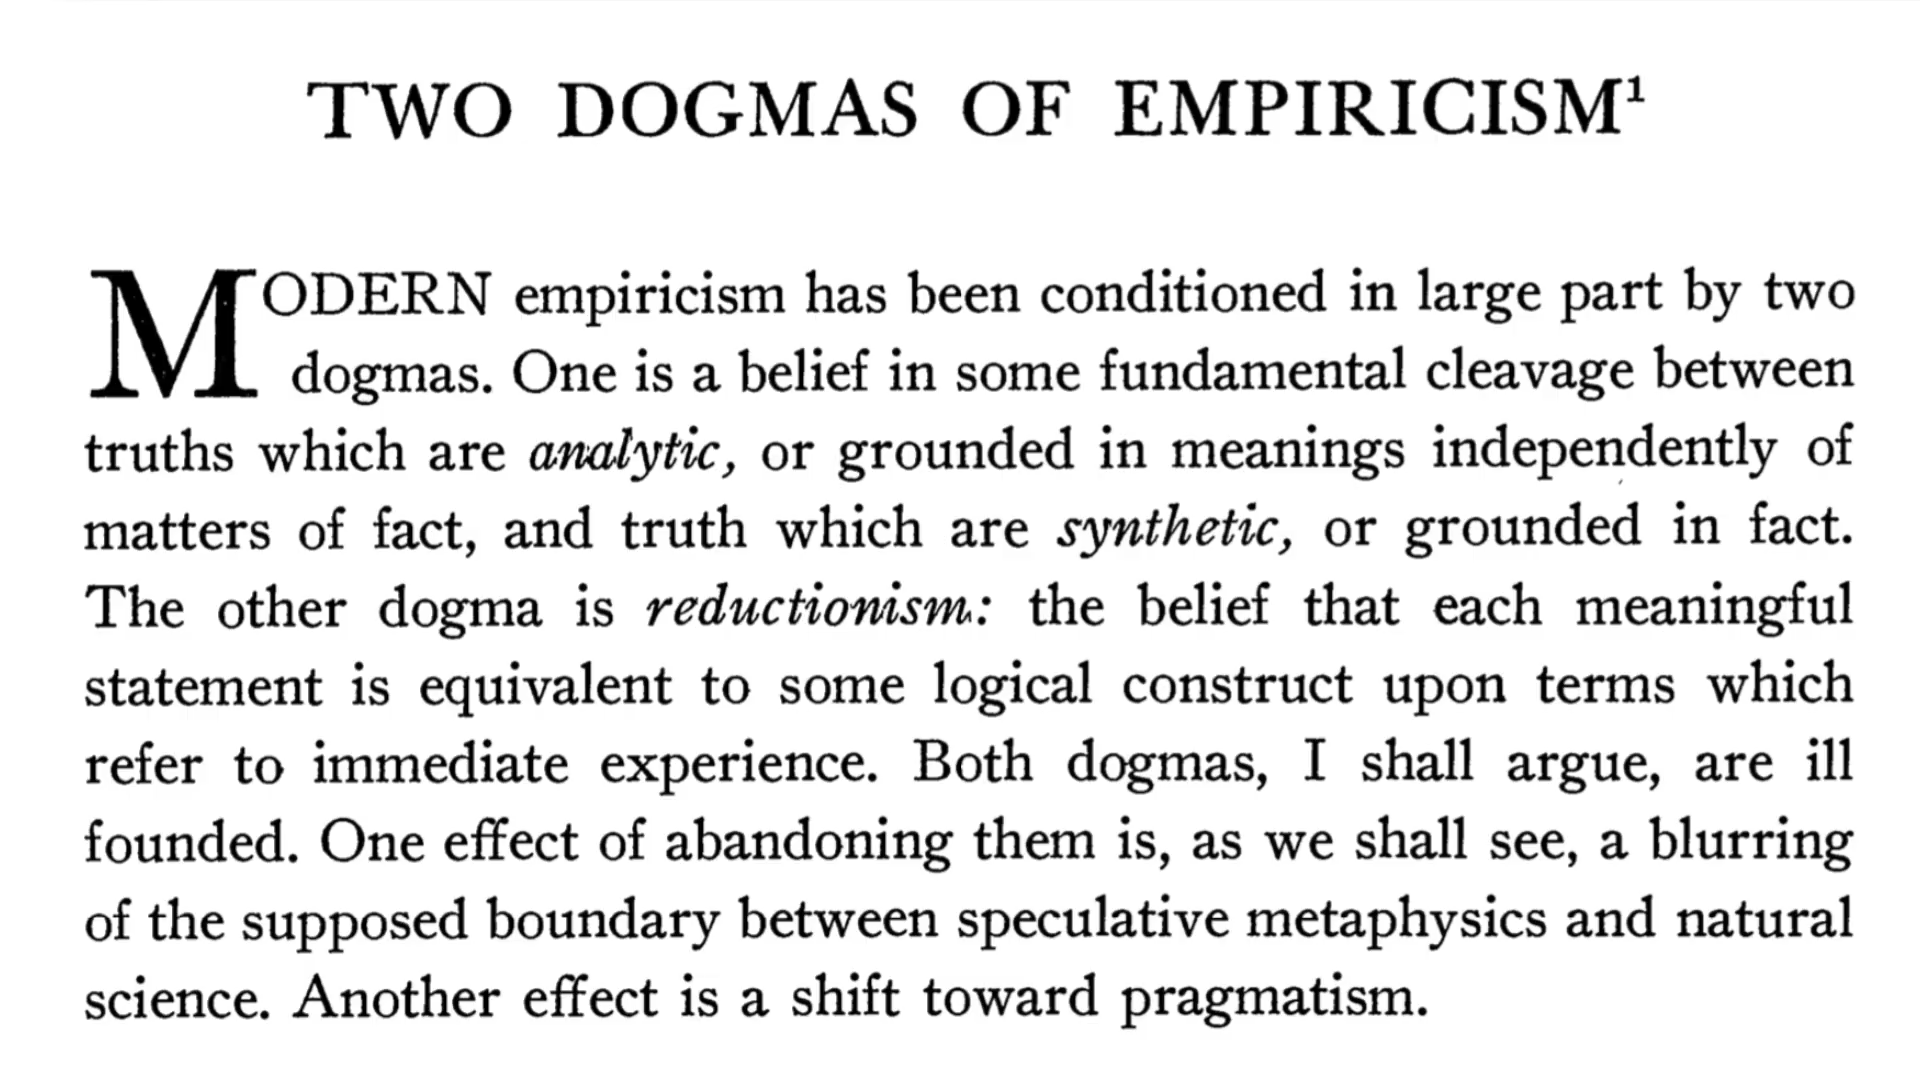 TWO DOGMAS OF EMPIRICISM¹
MODERN empiricism has been conditioned in large part by two
dogmas. One is a belief in some fundamental cleavage between
truths which are analytic, or grounded in meanings independently of
matters of fact, and truth which are synthetic, or grounded in fact.
The other dogma is reductionism: the belief that each meaningful
statement is equivalent to some logical construct upon terms which
refer to immediate experience. Both dogmas, I shall argue, are ill
founded. One effect of abandoning them is, as we shall see, a blurring
of the supposed boundary between speculative metaphysics and natural
science. Another effect is a shift toward pragmatism.